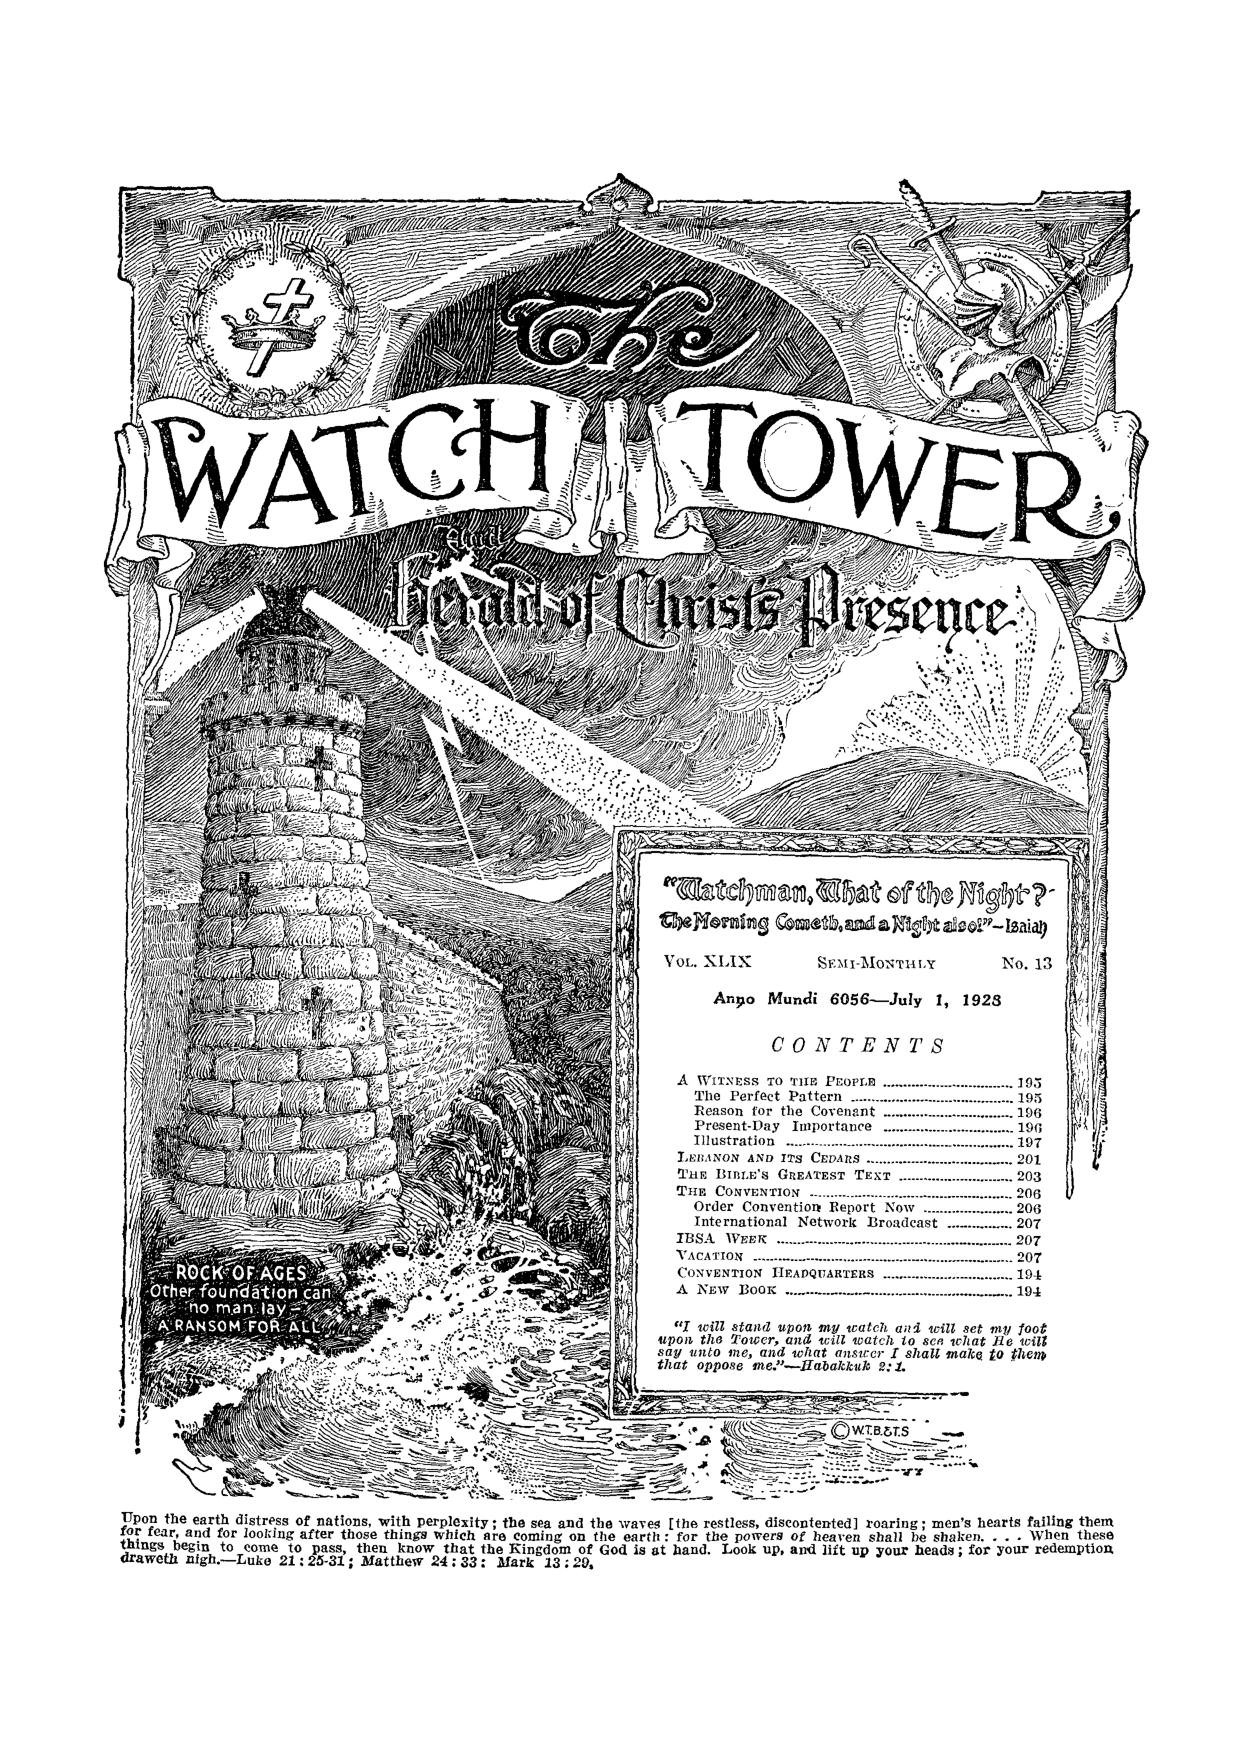 The
WATCH TOWER
And
Herald of Christ's Presence
"Watchman, What of the Night?"
The Morning Cometh, and a Night also!"—Isaiah
VOL. XLIX SEMI-MONTHLY No. 13
Anno Mundi 6056—July 1, 1928
CONTENTS
A WITNESS TO THE PEOPLE 195
The Perfect Pattern 195
Reason for the Covenant 196
Present-Day Importance 196
Illustration 197
LEBANON AND ITS CEDARS 201
THE BIBLE'S GREATEST TEXT 203
THE CONVENTION 206
Order Convention Report Now 206
International Network Broadcast 207
IBSA WEEK 207
VACATION 207
CONVENTION HEADQUARTERS 194
A NEW BOOK 194
"I will stand upon my watch and will set my foot
upon the Tower, and will watch to see what He will
say unto me, and what answer I shall make to them
that oppose me."—Habakkuk 2:1.
ROCK OF AGES
Other foundation can
no man lay
A RANSOM FOR ALL
©W.T.B.&T.S
Upon the earth distress of nations, with perplexity; the sea and the waves [the restless, discontented] roaring; men's hearts failing them
for fear, and for looking after those things which are coming on the earth: for the powers of heaven shall be shaken. . . . When these
things begin to come to pass, then know that the Kingdom of God is at hand. Look up, and lift up your heads; for your redemption
draweth nigh.—Luke 21:25-31; Matthew 24:33; Mark 13:29.